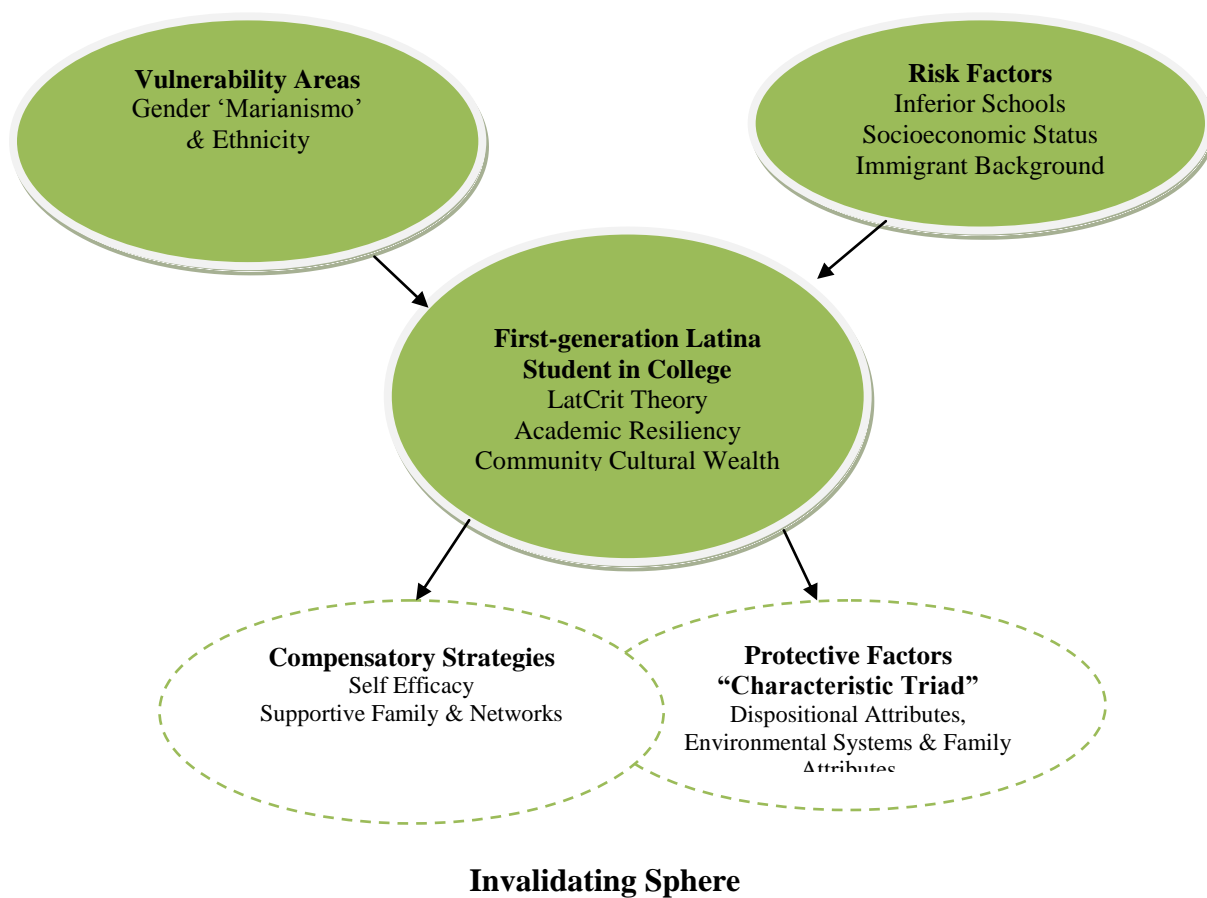 Vulnerability Areas
Gender ‘Marianismo’
& Ethnicity
Risk Factors
Inferior Schools
Socioeconomic Status
Immigrant Background
First-generation Latina
Student in College
LatCrit Theory
Academic Resiliency
Community Cultural Wealth
Compensatory Strategies
Self Efficacy
Supportive Family & Networks
Protective Factors
“Characteristic Triad”
Dispositional Attributes,
Environmental Systems & Family
Attributes
Invalidating Sphere